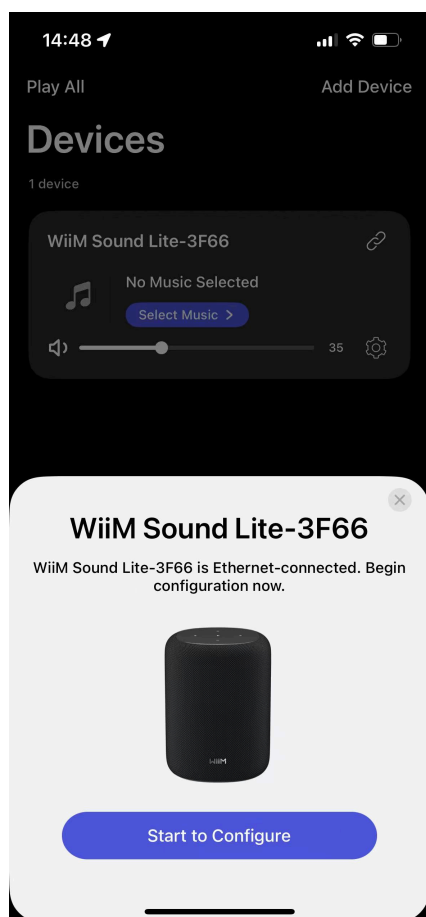 14:48
Play All
Add Device
Devices
1 device
WiiM Sound Lite-3F66
No Music Selected
Select Music >
35
WiiM Sound Lite-3F66
WiiM Sound Lite-3F66 is Ethernet-connected. Begin
configuration now.
WiiM
Start to Configure